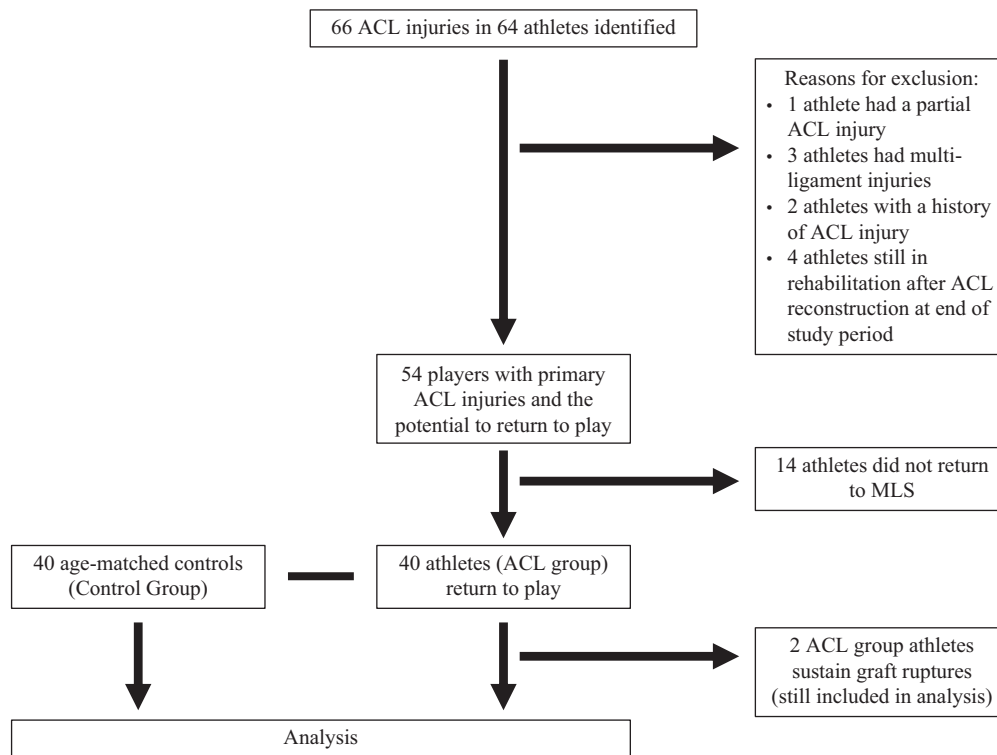 66 ACL injuries in 64 athletes identified
Reasons for exclusion:
• 1 athlete had a partial
ACL injury
• 3 athletes had multi-
ligament injuries
• 2 athletes with a history
of ACL injury
• 4 athletes still in
rehabilitation after ACL
reconstruction at end of
study period
54 players with primary
ACL injuries and the
potential to return to play
14 athletes did not return
to MLS
40 age-matched controls
(Control Group)
40 athletes (ACL group)
return to play
2 ACL group athletes
sustain graft ruptures
(still included in analysis)
Analysis